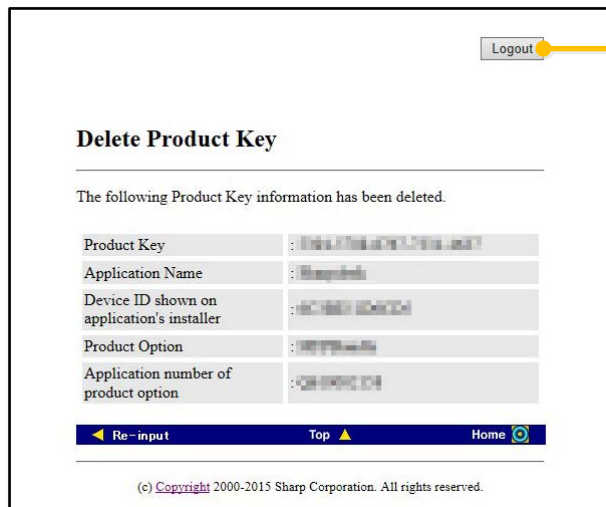 Logout
Delete Product Key
The following Product Key information has been deleted.
Product Key :
Application Name :
Device ID shown on
application's installer :
Product Option :
Application number of
product option :
Re-input Top Home
(c) Copyright 2000-2015 Sharp Corporation. All rights reserved.